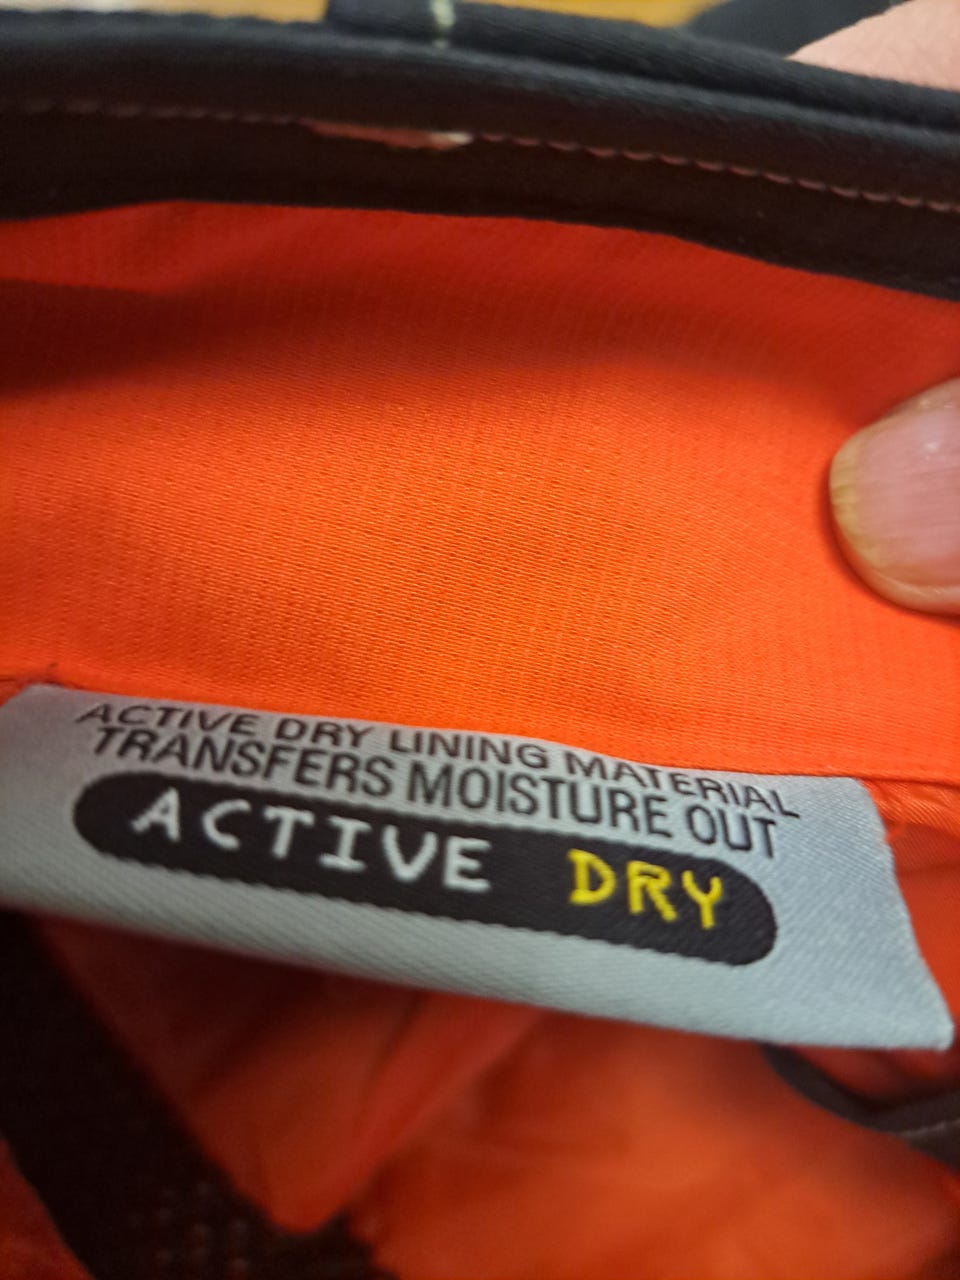 ACTIVE DRY LINING MATERIAL
TRANSFERS MOISTURE OUT
ACTIVE DRY